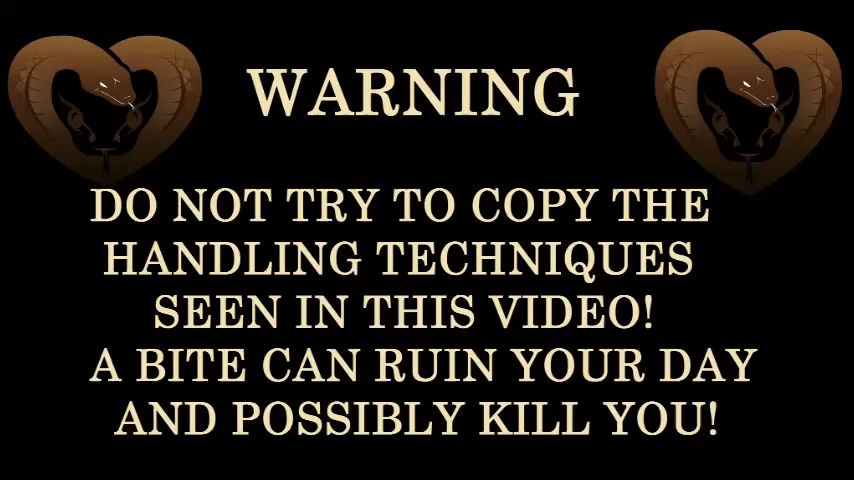 WARNING
DO NOT TRY TO COPY THE
HANDLING TECHNIQUES
SEEN IN THIS VIDEO!
A BITE CAN RUIN YOUR DAY
AND POSSIBLY KILL YOU!